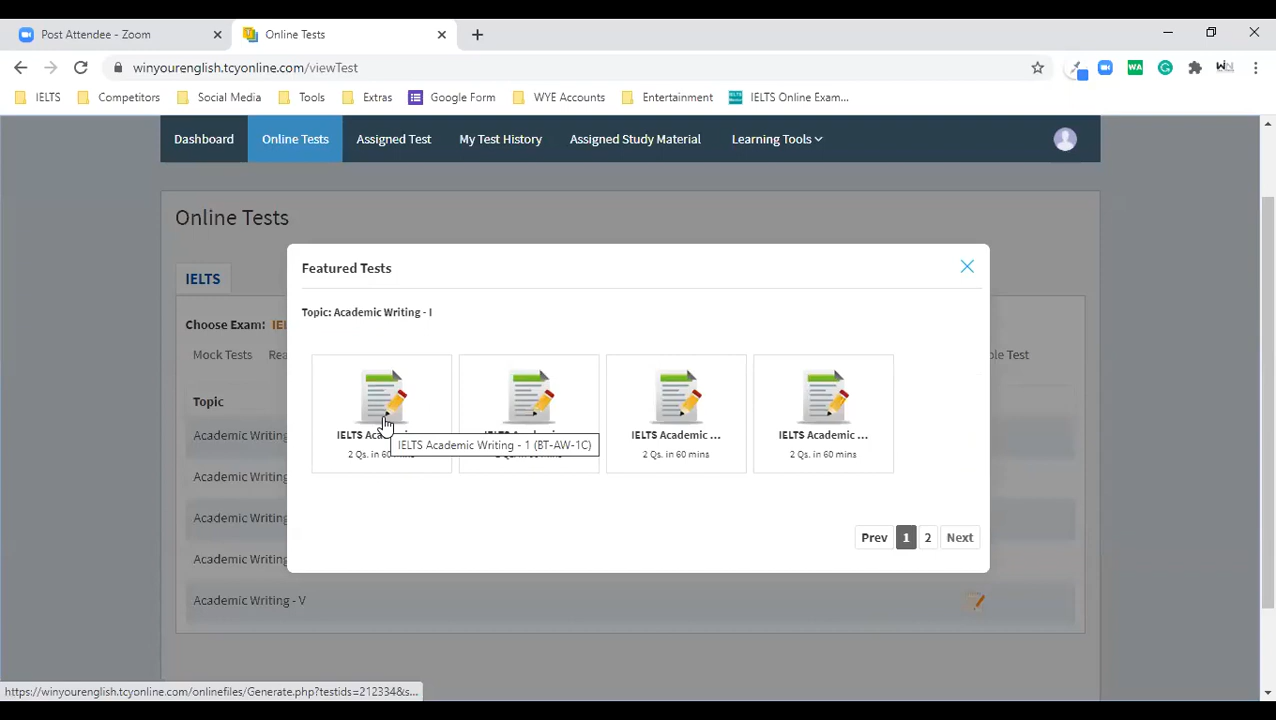 Post Attendee - Zoom
Online Tests
winyourenglish.tcyonline.com/viewTest
IELTS
Competitors
Social Media
Tools
Extras
Google Form
WYE Accounts
Entertainment
IELTS Online Exam...
Dashboard
Online Tests
Assigned Test
My Test History
Assigned Study Material
Learning Tools
Online Tests
IELTS
Featured Tests
Topic: Academic Writing - I
Choose Exam:
Mock Tests
Test
Topic
IELTS Academic ...
IELTS Academic ...
Academic Writing
IELTS Academic Writing - 1 (BT-AW-1C)
2 Qs. in 60 mins
2 Qs. in 60 mins
Academic Writing
Academic Writing
Prev 1 2 Next
Academic Writing
Academic Writing - V
https://winyourenglish.tcyonline.com/onlinefiles/Generate.php?testids=212334&s...